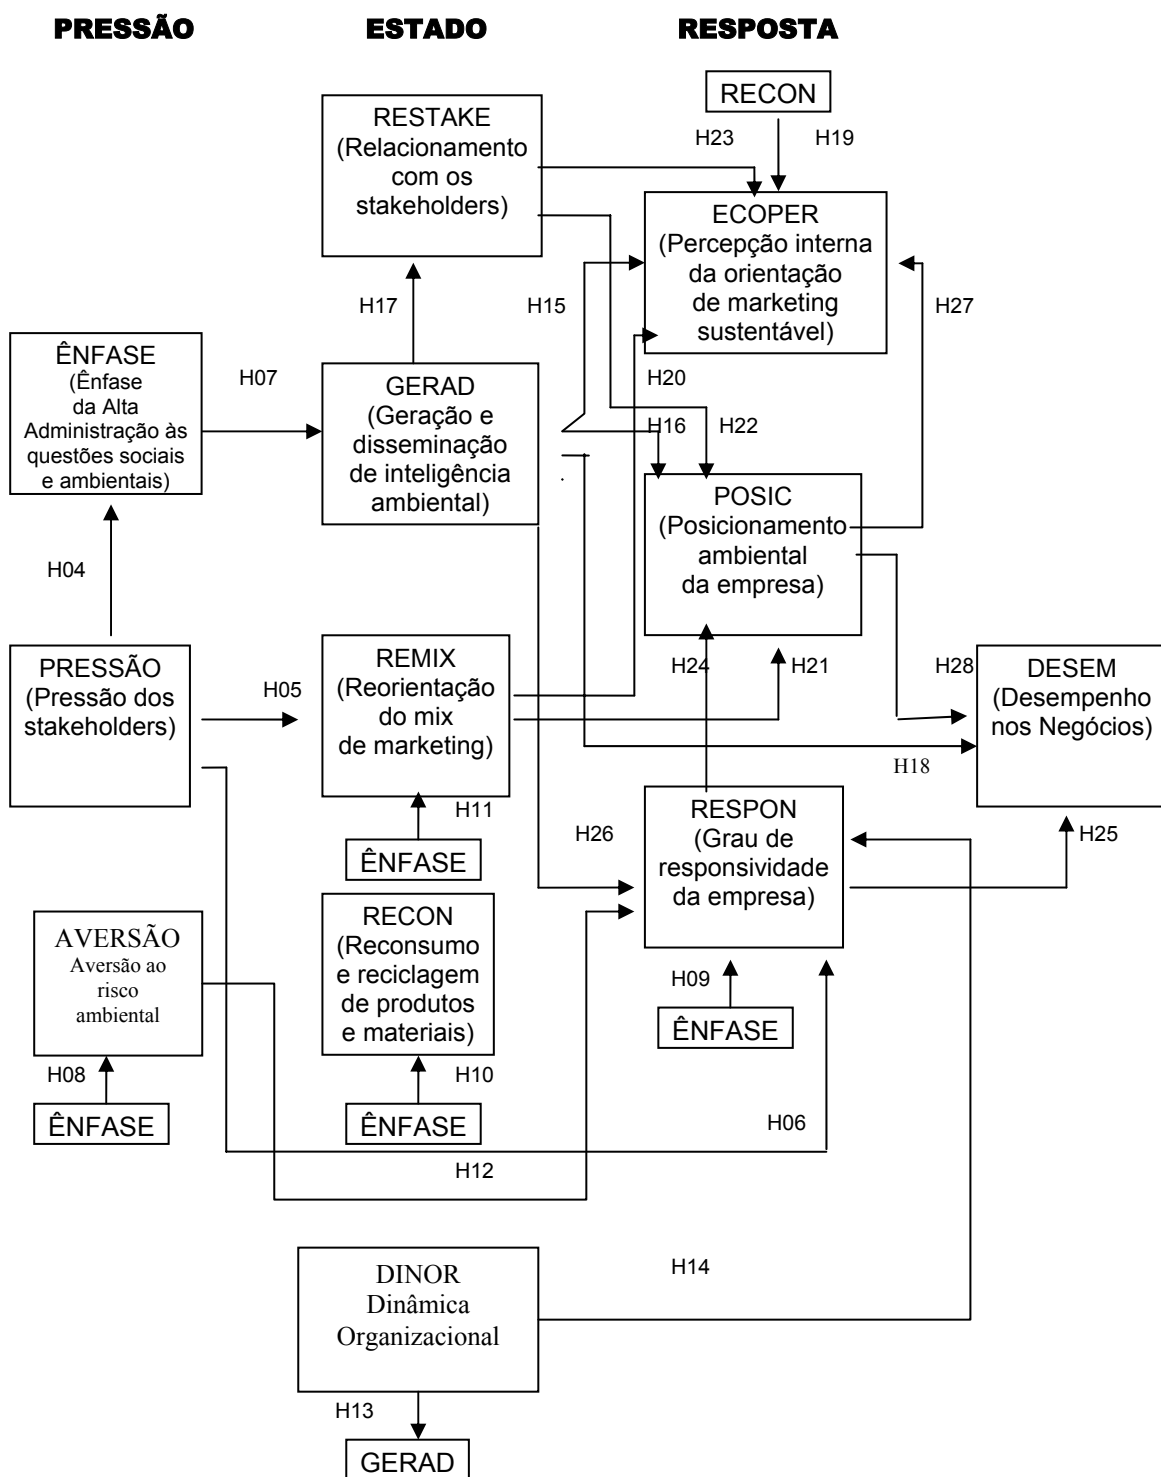 PRESSÃO
ESTADO
RESPOSTA
RECON
H23
H19
RESTAKE
(Relacionamento
com os
stakeholders)
ECOPER
(Percepção interna
da orientação
de marketing
sustentável)
H17
H15
H27
ÊNFASE
(Ênfase
da Alta
Administração às
questões sociais
e ambientais)
H07
GERAD
(Geração e
disseminação
de inteligência
ambiental)
H20
H16
H22
POSIC
(Posicionamento
ambiental
da empresa)
H04
PRESSÃO
(Pressão dos
stakeholders)
H05
REMIX
(Reorientação
do mix
de marketing)
H24
H21
H28
DESEM
(Desempenho
nos Negócios)
H18
H11
ÊNFASE
H26
RESPON
(Grau de
responsividade
da empresa)
H25
AVERSÃO
Aversão ao
risco
ambiental
RECON
(Reconsumo
e reciclagem
de produtos
e materiais)
H09
ÊNFASE
H08
ÊNFASE
H10
ÊNFASE
H06
H12
DINOR
Dinâmica
Organizacional
H14
H13
GERAD